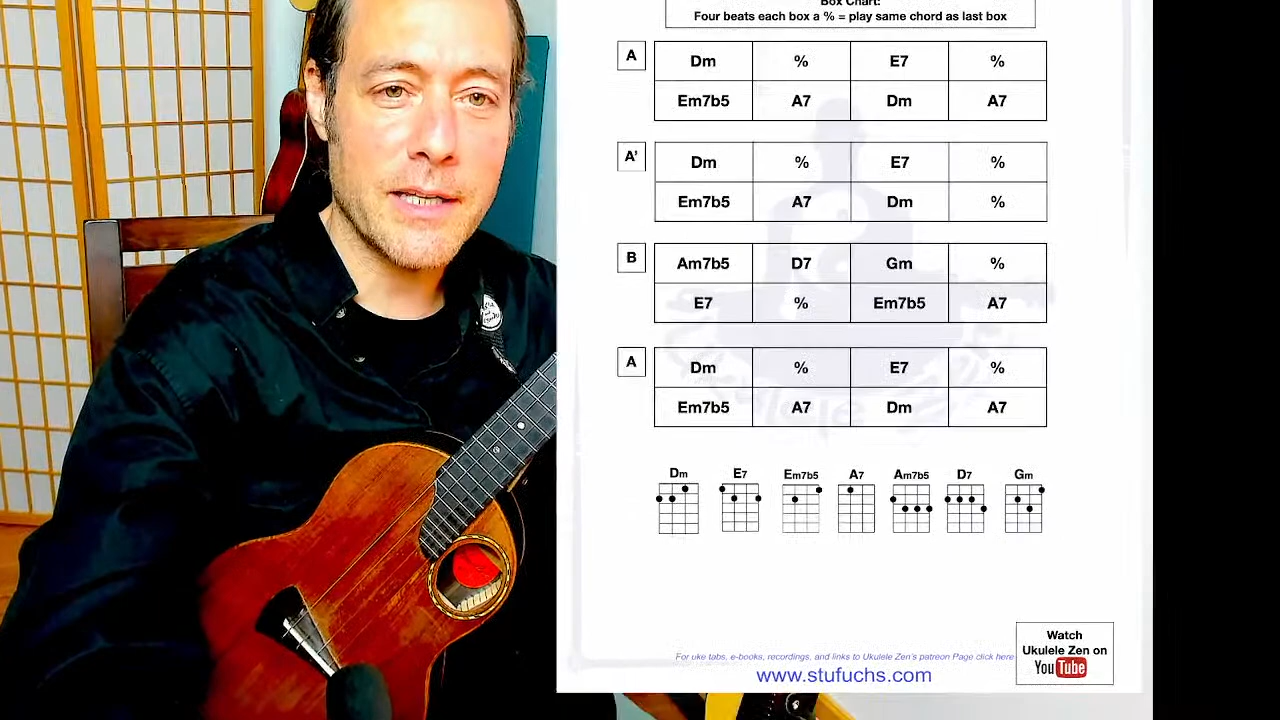 Box Chart:
Four beats each box a % = play same chord as last box
A
Dm % E7 %
Em7b5 A7 Dm A7
A'
Dm % E7 %
Em7b5 A7 Dm %
B
Am7b5 D7 Gm %
E7 % Em7b5 A7
A
Dm % E7 %
Em7b5 A7 Dm A7
Dm E7 Em7b5 A7 Am7b5 D7 Gm
For uke tabs, e-books, recordings, and links to Ukulele Zen's patreon Page click here
www.stufuchs.com
Watch
Ukulele Zen on
YouTube